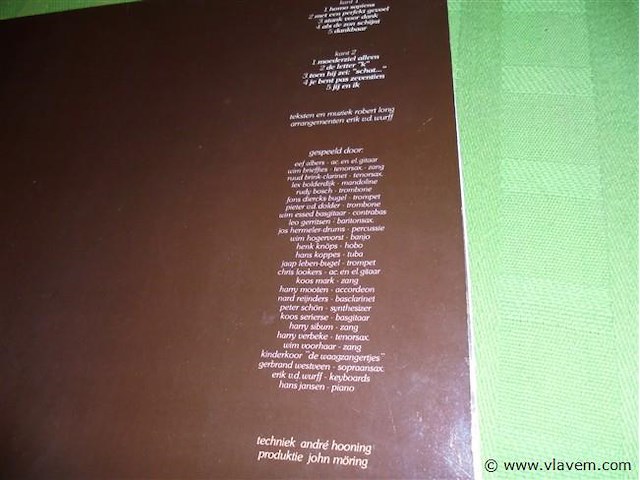 kant 1
1 homo sapiens
2 met een perfekt gevoel
3 stank voor dank
4 als de zon schijnt
5 dankbaar
kant 2
1 moederziel alleen
2 de letter "k"
3 toen hij zei: "schat..."
4 je bent pas zeventien
5 jij en ik
teksten en muziek robert long
arrangementen erik v.d. wurff
gespeeld door:
eef albers - ac. en el. gitaar
wim brieffjes - tenorsax. - zang
ruud brink-clarinet - tenorsax.
lex bolderdijk - mandoline
rudy bosch - trombone
fons diercks bugel - trompet
pieter v.d. dolder - trombone
wim essed basgitaar - contrabas
leo gerritsen - baritonsax.
jos hermeler-drums - percussie
wim hogervorst - banjo
henk knöps - hobo
hans koppes - tuba
jaap leben-bugel - trompet
chris lookers - ac. en el. gitaar
koos mark - zang
harry mooten - accordeon
nard reijnders - basclarinet
peter schön - synthesizer
koos serierse - basgitaar
harry sibum - zang
harry verbeke - tenorsax.
wim voorhaar - zang
kinderkoor "de waagzangertjes"
gerbrand westveen - sopraansax.
erik v.d. wurff - keyboards
hans jansen - piano
techniek andré hooning
produktie john möring
© www.vlavem.com